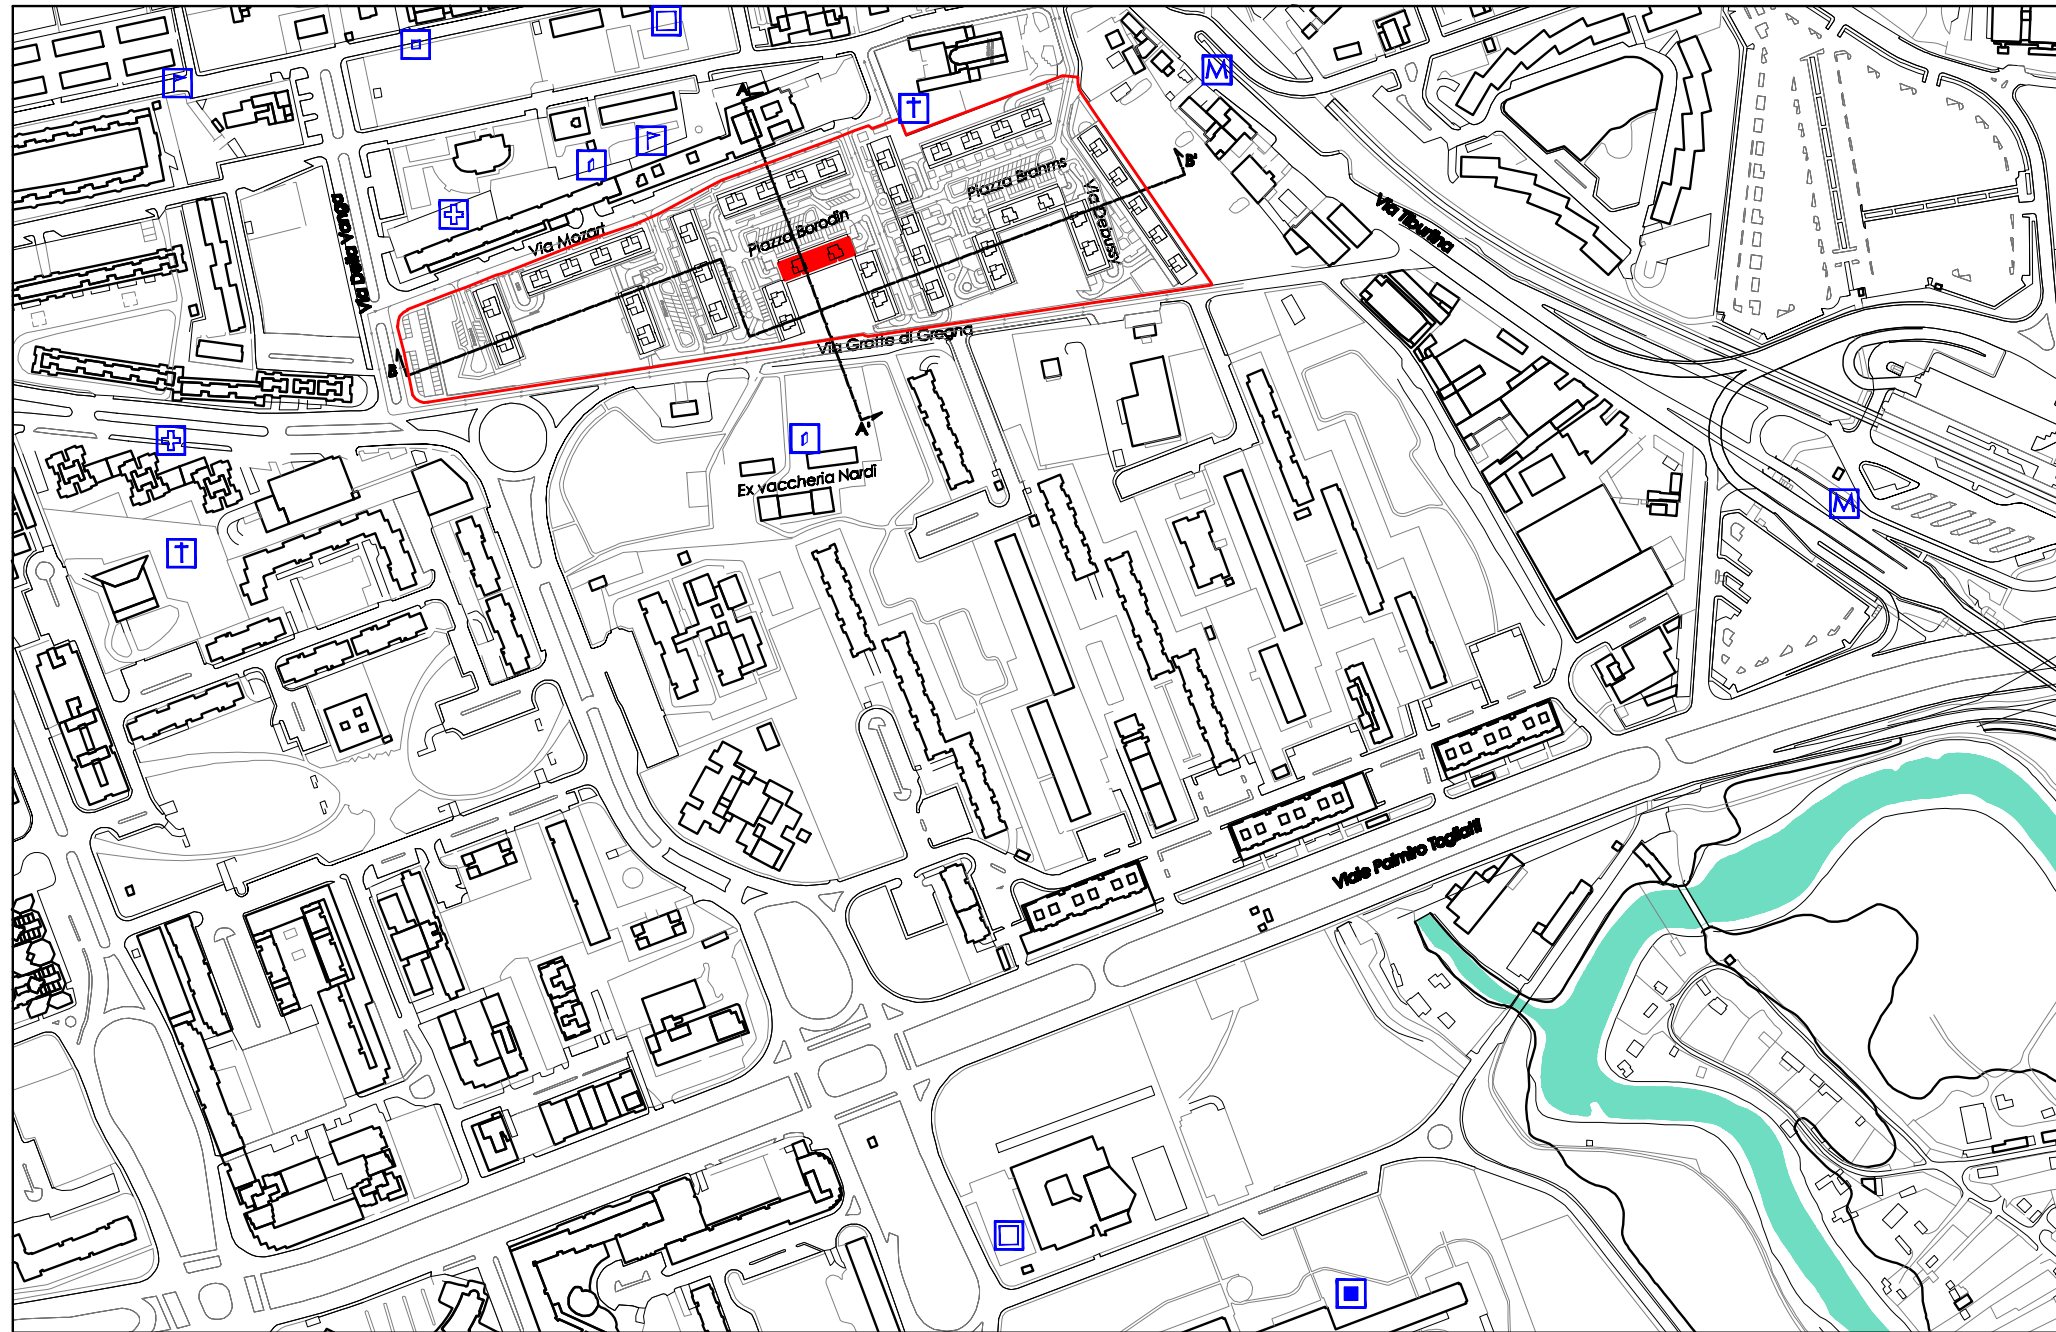 M
A
B'
Piazza Brahms
Via Debussy
Via della Vanga
Via Tiburtina
Piazza Borodin
Via Mozart
Via Grotte di Gregna
B
A'
Ex vaccheria Nardi
M
Viale Palmiro Togliatti